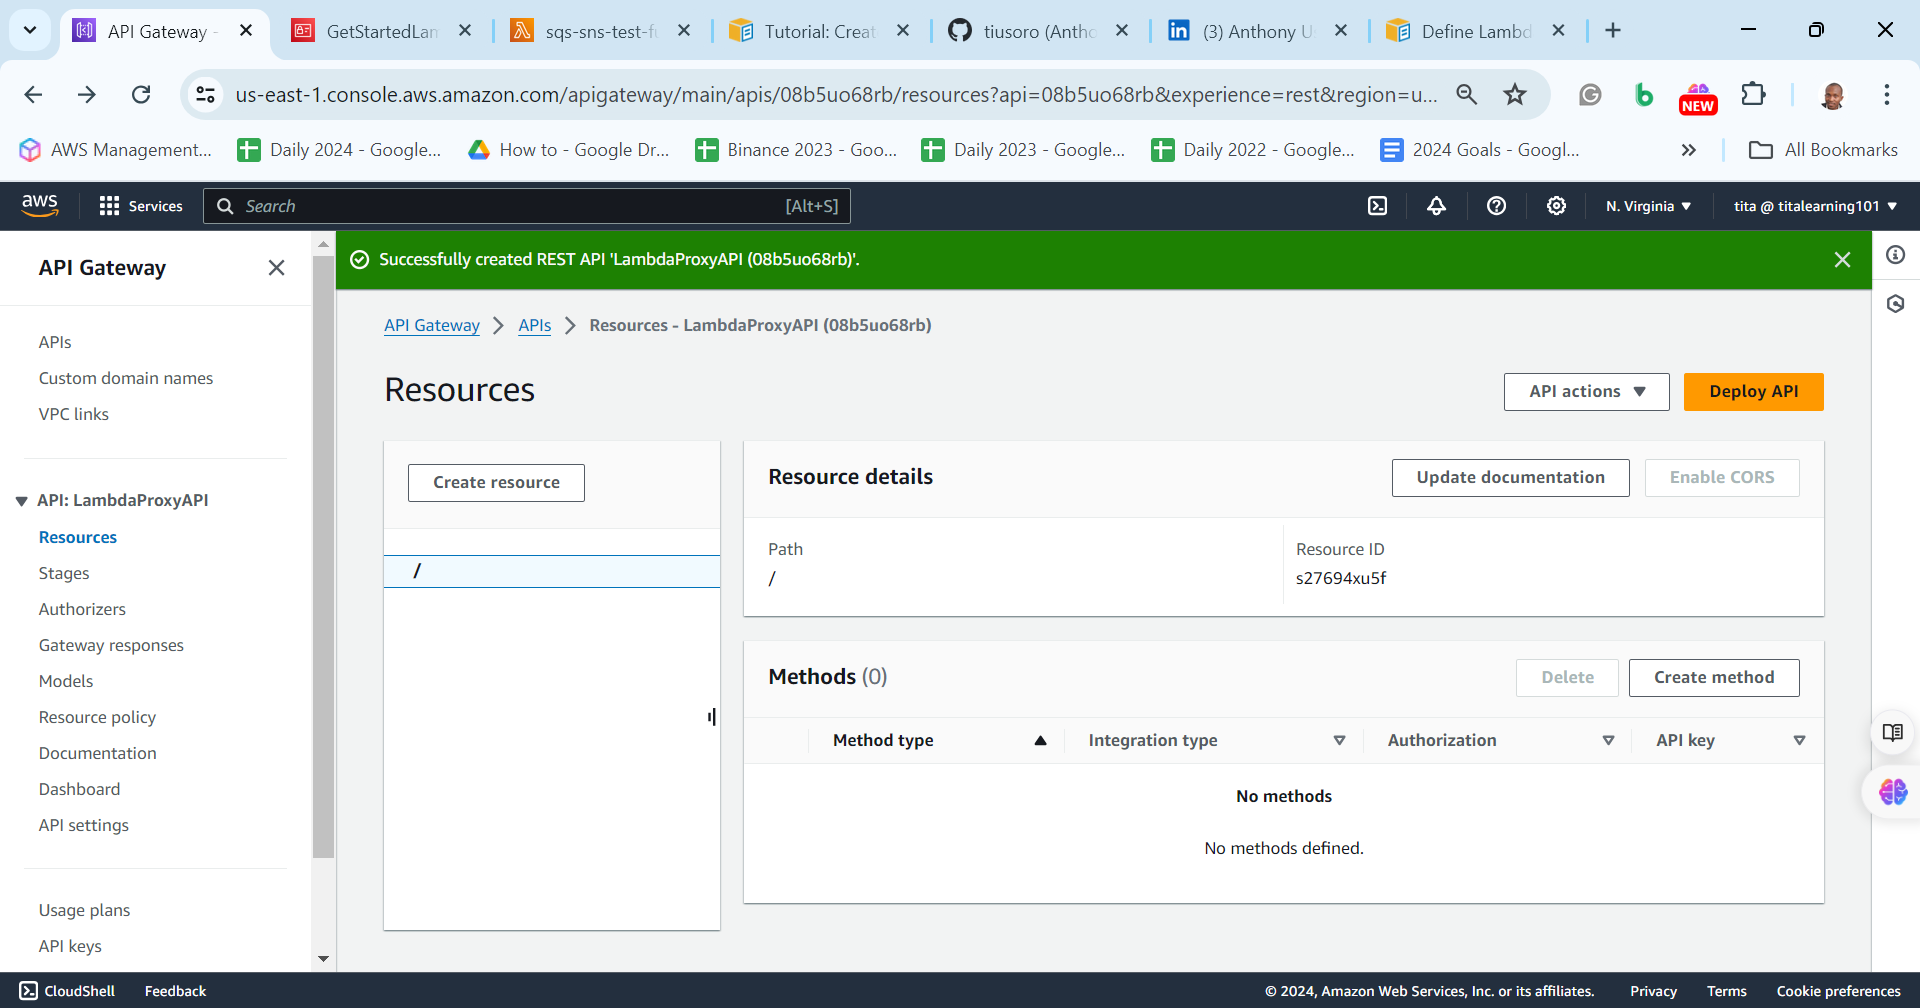 API Gateway -
GetStartedLam
sqs-sns-test-fu
Tutorial: Creat
tiusoro (Antho
(3) Anthony U
Define Lambd
us-east-1.console.aws.amazon.com/apigateway/main/apis/08b5uo68rb/resources?api=08b5uo68rb&experience=rest&region=u...
NEW
AWS Management...
Daily 2024 - Google...
How to - Google Dr...
Binance 2023 - Goo...
Daily 2023 - Google...
Daily 2022 - Google...
2024 Goals - Googl...
All Bookmarks
aws
Services
Search
[Alt+S]
N. Virginia
tita @ titalearning101
API Gateway
Successfully created REST API 'LambdaProxyAPI (08b5uo68rb)'.
APIs
Custom domain names
VPC links
API: LambdaProxyAPI
Resources
Stages
Authorizers
Gateway responses
Models
Resource policy
Documentation
Dashboard
API settings
Usage plans
API keys
API Gateway
APIs
Resources - LambdaProxyAPI (08b5uo68rb)
Resources
API actions
Deploy API
Create resource
/
Resource details
Update documentation
Enable CORS
Path
/
Resource ID
s27694xu5f
Methods (0)
Delete
Create method
Method type
Integration type
Authorization
API key
No methods
No methods defined.
CloudShell
Feedback
© 2024, Amazon Web Services, Inc. or its affiliates.
Privacy
Terms
Cookie preferences